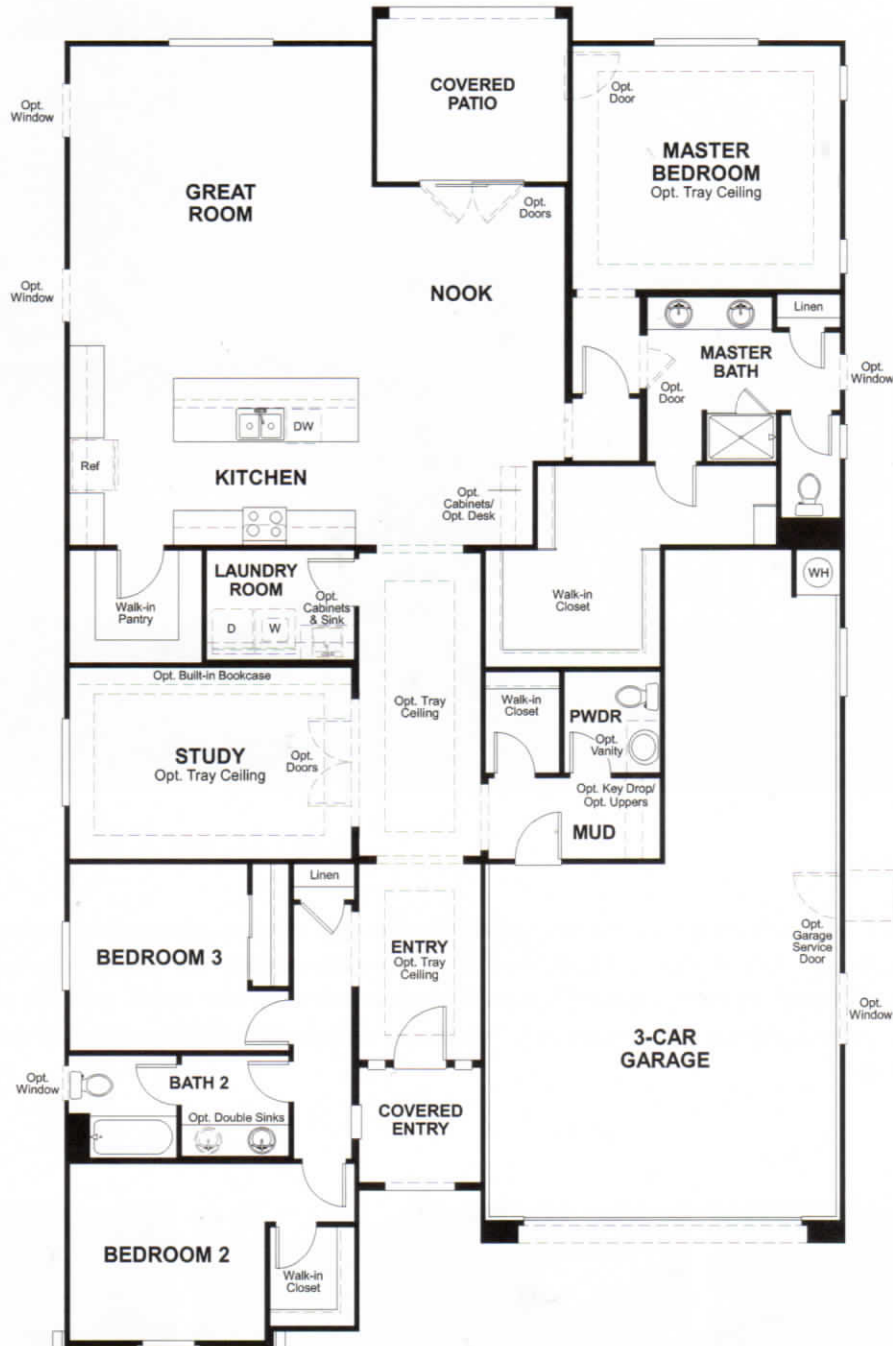 COVERED
PATIO
Opt.
Door
Opt.
Window
MASTER
BEDROOM
Opt. Tray Ceiling
GREAT
ROOM
Opt.
Doors
Opt.
Window
NOOK
Linen
MASTER
BATH
Opt.
Door
Opt.
Window
DW
Ref
KITCHEN
Opt.
Cabinets/
Opt. Desk
LAUNDRY
ROOM
Opt.
Cabinets
& Sink
D
W
Walk-in
Pantry
Walk-in
Closet
WH
Opt. Built-in Bookcase
STUDY
Opt. Tray Ceiling
Opt.
Doors
Opt. Tray
Ceiling
Walk-in
Closet
PWDR
Opt.
Vanity
Opt. Key Drop/
Opt. Uppers
MUD
Linen
BEDROOM 3
ENTRY
Opt. Tray
Ceiling
Opt.
Garage
Service
Door
Opt.
Window
3-CAR
GARAGE
Opt.
Window
BATH 2
Opt. Double Sinks
COVERED
ENTRY
BEDROOM 2
Walk-in
Closet